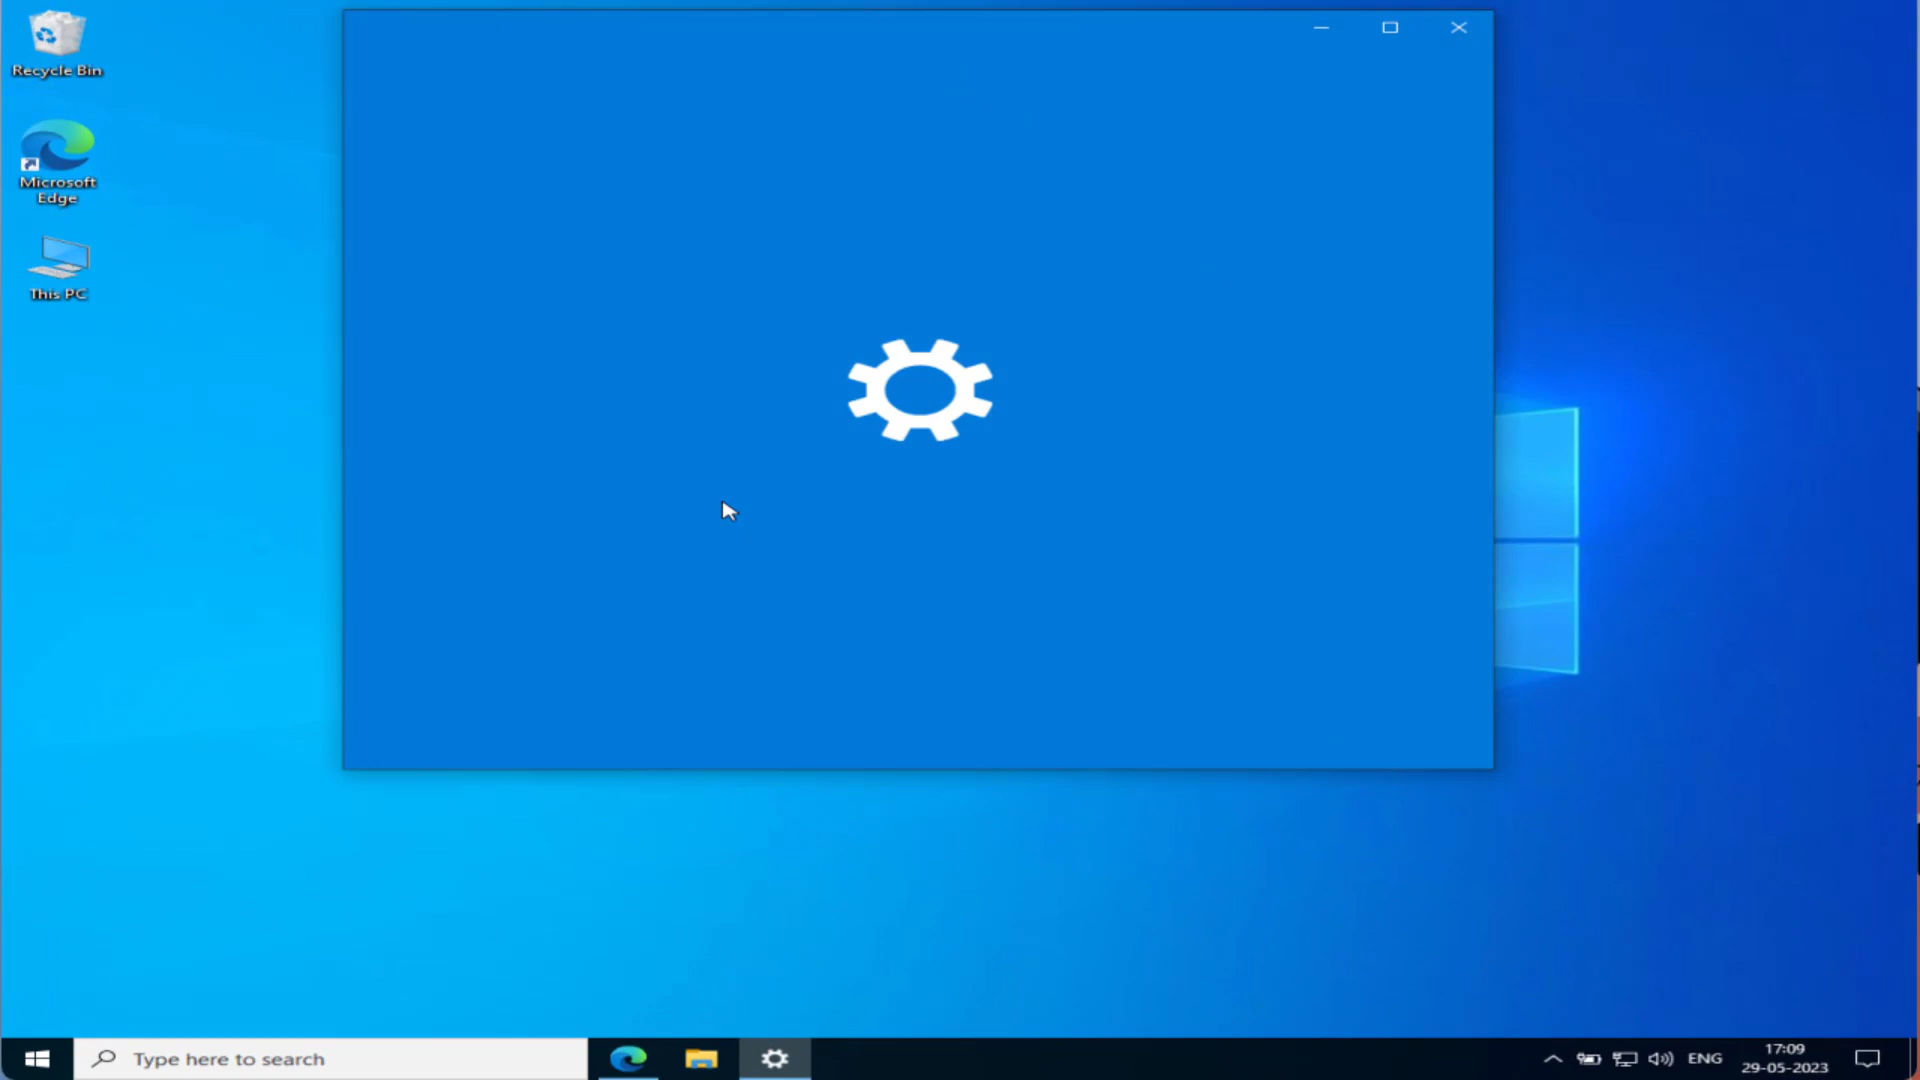 Recycle Bin
Microsoft
Edge
This PC
Type here to search
ENG
17:09
29-05-2023